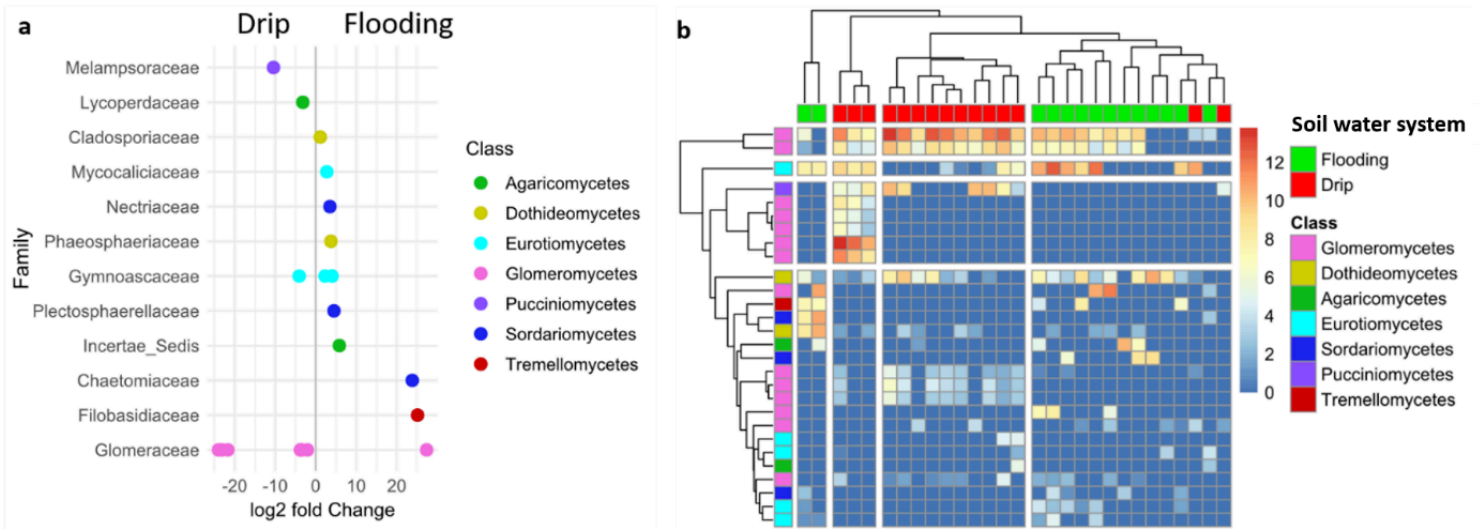 a
Drip Flooding
Melampsoraceae
Lycoperdaceae
Cladosporiaceae
Mycocaliciaceae
Nectriaceae
Phaeosphaeriaceae
Gymnoascaceae
Plectosphaerellaceae
Incertae_Sedis
Chaetomiaceae
Filobasidiaceae
Glomeraceae
Family
-20 -10 0 10 20
log2 fold Change
Class
Agaricomycetes
Dothideomycetes
Eurotiomycetes
Glomeromycetes
Pucciniomycetes
Sordariomycetes
Tremellomycetes
b
12
10
8
6
4
2
0
Soil water system
Flooding
Drip
Class
Glomeromycetes
Dothideomycetes
Agaricomycetes
Eurotiomycetes
Sordariomycetes
Pucciniomycetes
Tremellomycetes